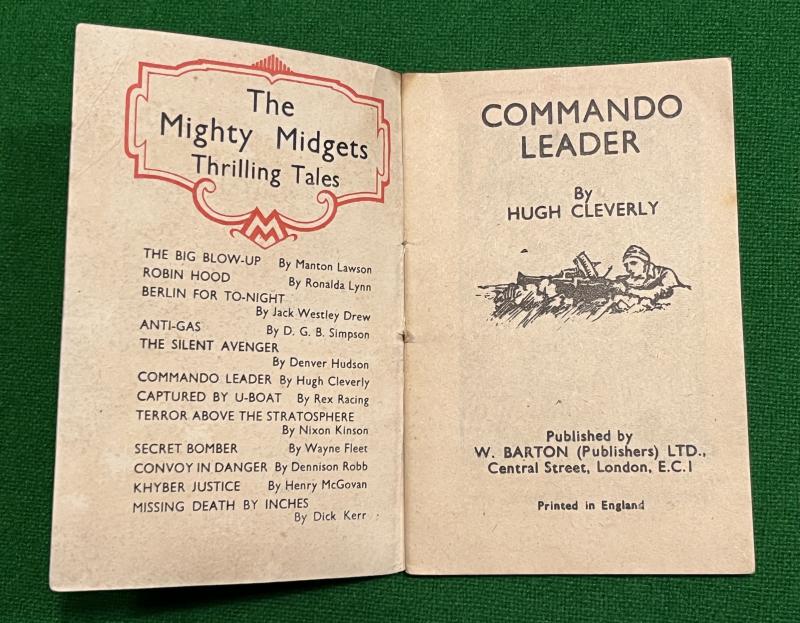 The
Mighty Midgets
Thrilling Tales
M
THE BIG BLOW-UP By Manton Lawson
ROBIN HOOD By Ronalda Lynn
BERLIN FOR TO-NIGHT
By Jack Westley Drew
ANTI-GAS By D. G. B. Simpson
THE SILENT AVENGER
By Denver Hudson
COMMANDO LEADER By Hugh Cleverly
CAPTURED BY U-BOAT By Rex Racing
TERROR ABOVE THE STRATOSPHERE
By Nixon Kinson
SECRET BOMBER By Wayne Fleet
CONVOY IN DANGER By Dennison Robb
KHYBER JUSTICE By Henry McGovan
MISSING DEATH BY INCHES
By Dick Kerr
COMMANDO
LEADER
By
HUGH CLEVERLY
Published by
W. BARTON (Publishers) LTD.,
Central Street, London, E.C.1
Printed in England